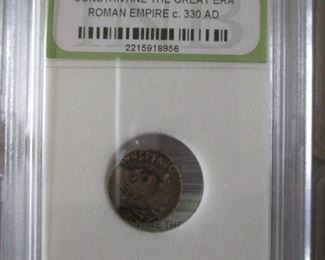 CONSTANTINE THE GREAT ERA
ROMAN EMPIRE c. 330 AD
2215918956